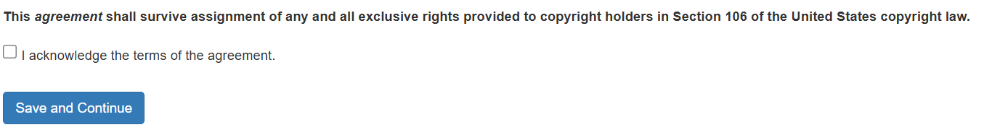 This agreement shall survive assignment of any and all exclusive rights provided to copyright holders in Section 106 of the United States copyright law.
I acknowledge the terms of the agreement.
Save and Continue